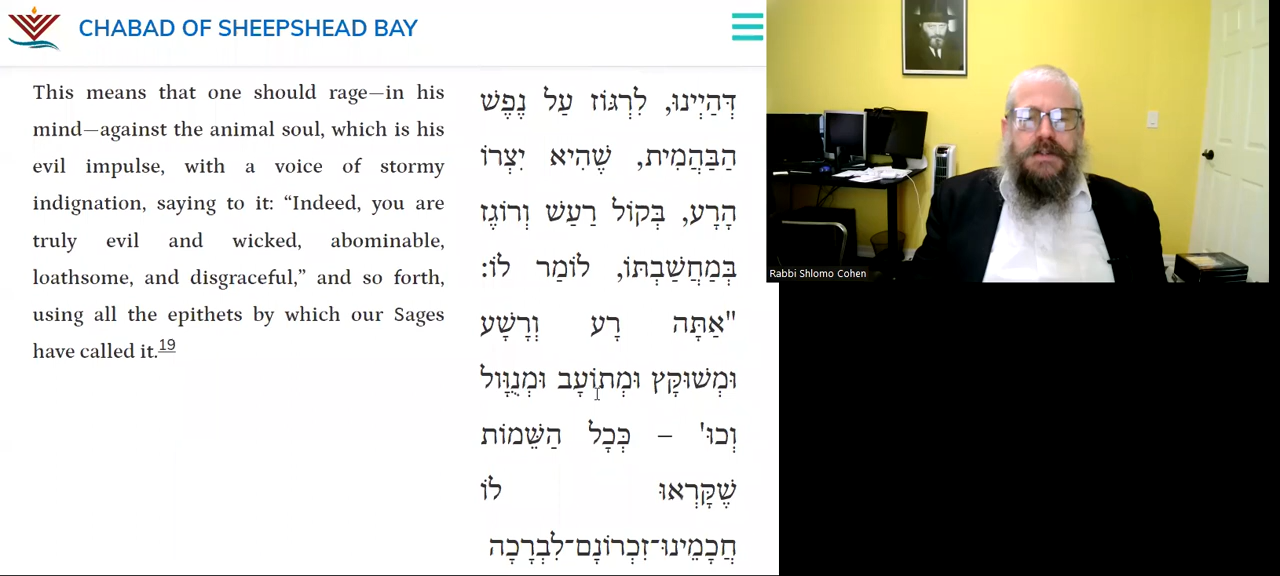 CHABAD OF SHEEPSHEAD BAY
This means that one should rage—in his
mind—against the animal soul, which is his
evil impulse, with a voice of stormy
indignation, saying to it: “Indeed, you are
truly evil and wicked, abominable,
loathsome, and disgraceful,” and so forth,
using all the epithets by which our Sages
have called it.19
דְּהַיְינוּ, לִרְגּוֹז עַל נֶפֶשׁ
הַבַּהֲמִית, שֶׁהִיא יִצְרוֹ
הָרָע, בְּקוֹל רַעַשׁ וְרוֹגֶז
בְּמַחֲשַׁבְתּוֹ, לוֹמַר לוֹ:
"אַתָּה רָע וְרָשָׁע
וּמְשׁוּקָּץ וּמְתוֹעָב וּמְנֻוָּול
וְכוּ' – כְּכָל הַשֵּׁמוֹת
שֶׁקָּרְאוּ לוֹ
חֲכָמֵינוּ־זִכְרוֹנָם־לִבְרָכָה
Rabbi Shlomo Cohen